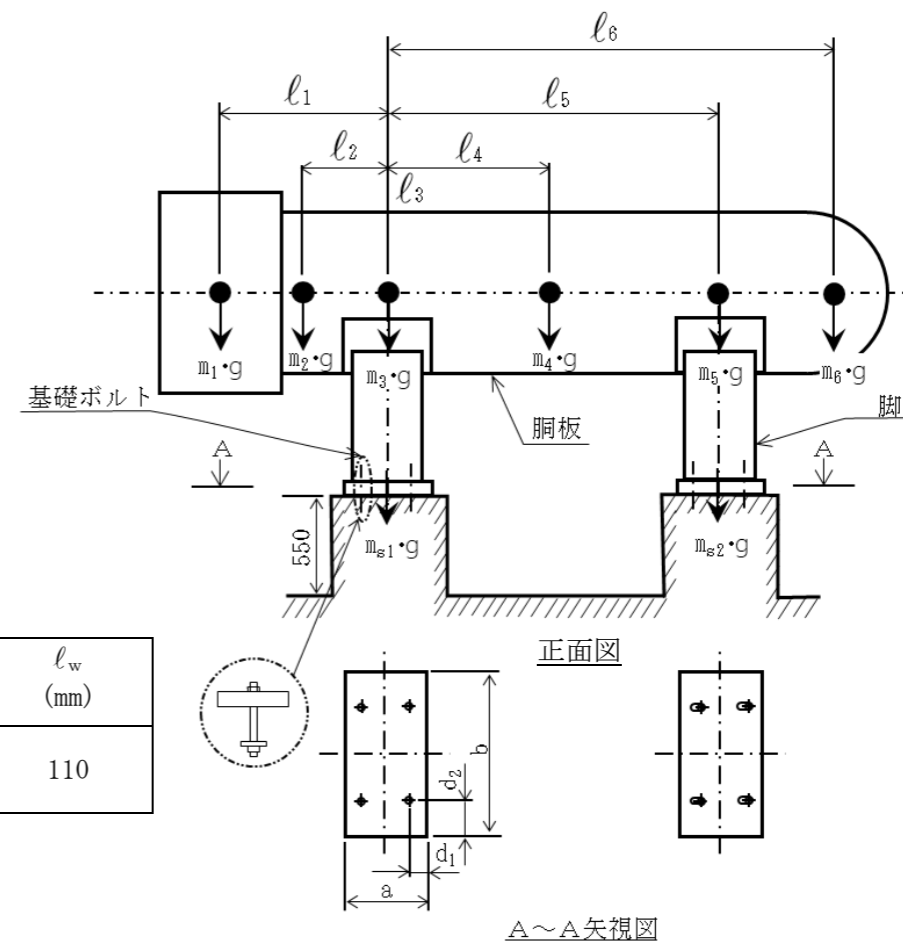 ℓ6
ℓ1
ℓ5
ℓ2
ℓ4
ℓ3
m1・g
m2・g
m3・g
m4・g
m5・g
m6・g
基礎ボルト
胴板
脚
A
A
550
ms1・g
ms2・g
正面図
ℓw
(mm)
110
b
d2
d1
a
A～A矢視図